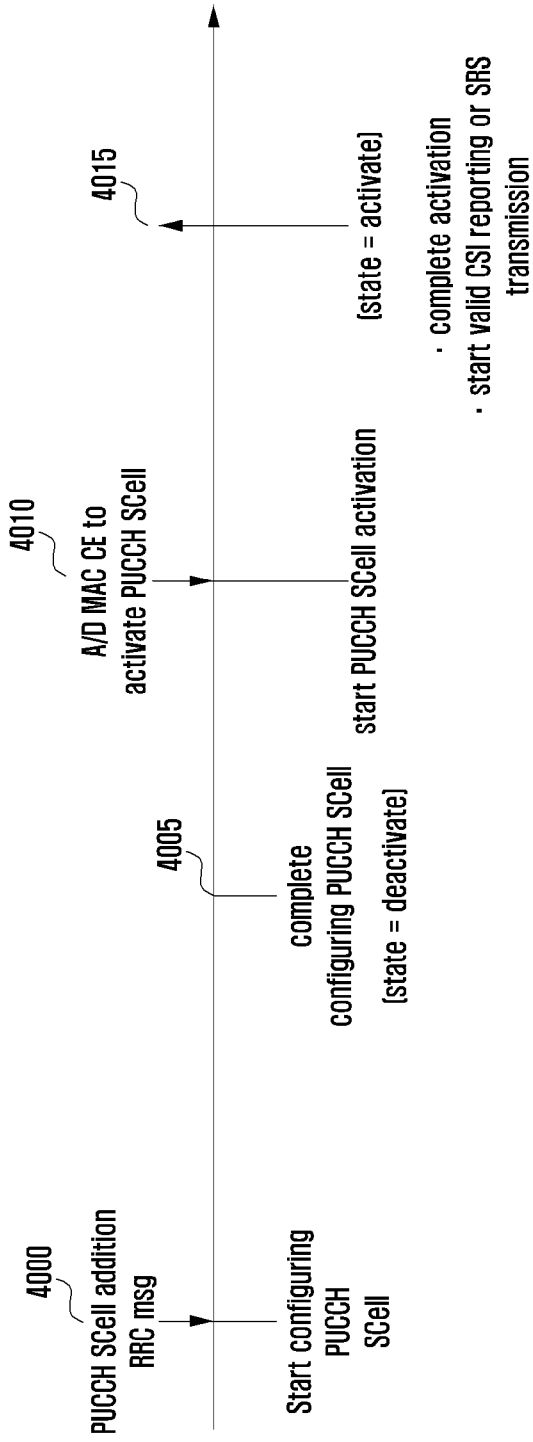 4000
PUCCH SCell addition
RRC msg
Start configuring
PUCCH
SCell
4005
complete
configuring PUCCH SCell
(state = deactivate)
4010
A/D MAC CE to
activate PUCCH SCell
start PUCCH SCell activation
4015
(state = activate)
· complete activation
· start valid CSI reporting or SRS
transmission